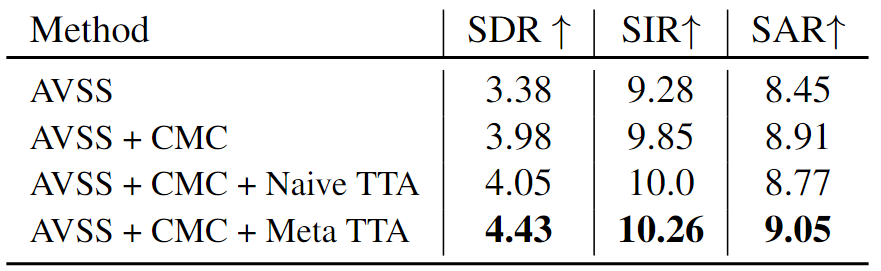 Method SDR ↑ SIR↑ SAR↑
AVSS 3.38 9.28 8.45
AVSS + CMC 3.98 9.85 8.91
AVSS + CMC + Naive TTA 4.05 10.0 8.77
AVSS + CMC + Meta TTA 4.43 10.26 9.05